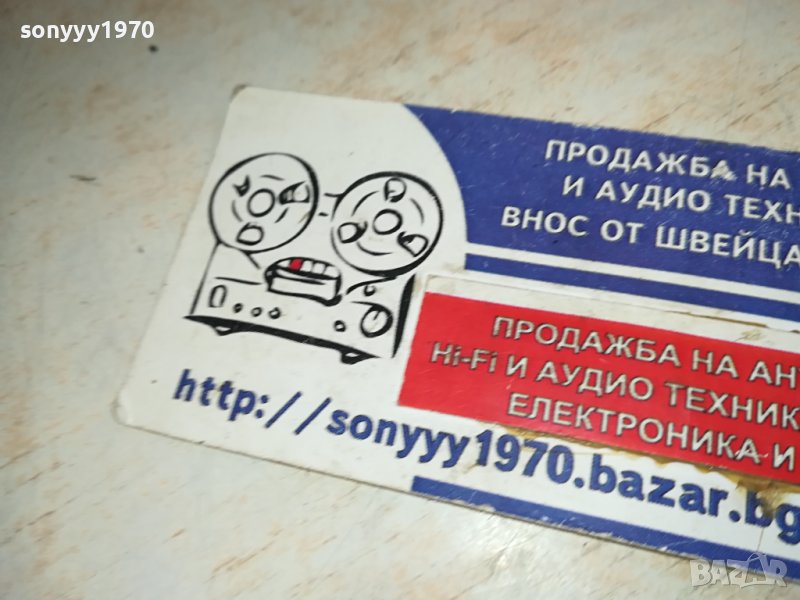 sonyyy1970
ПРОДАЖБА НА
И АУДИО ТЕХН
ВНОС ОТ ШВЕЙЦА
ПРОДАЖБА НА АН
Hi-Fi И АУДИО ТЕХНИК
ЕЛЕКТРОНИКА И
http://sonyyy1970.bazar.bg
BAZAR